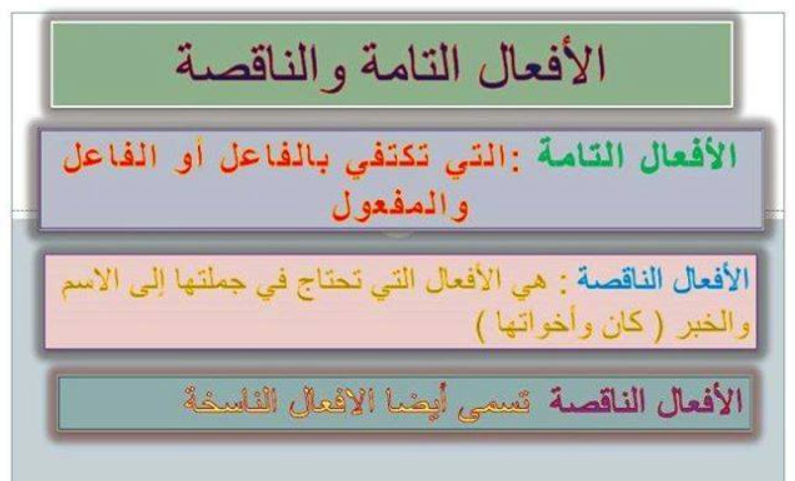 الأفعال التامة والناقصة
الأفعال التامة :التي تكتفي بالفاعل أو الفاعل
والمفعول
الأفعال الناقصة : هي الأفعال التي تحتاج في جملتها إلى الاسم
والخبر ( كان وأخواتها )
الأفعال الناقصة تسمى أيضا الافعال الناسخة